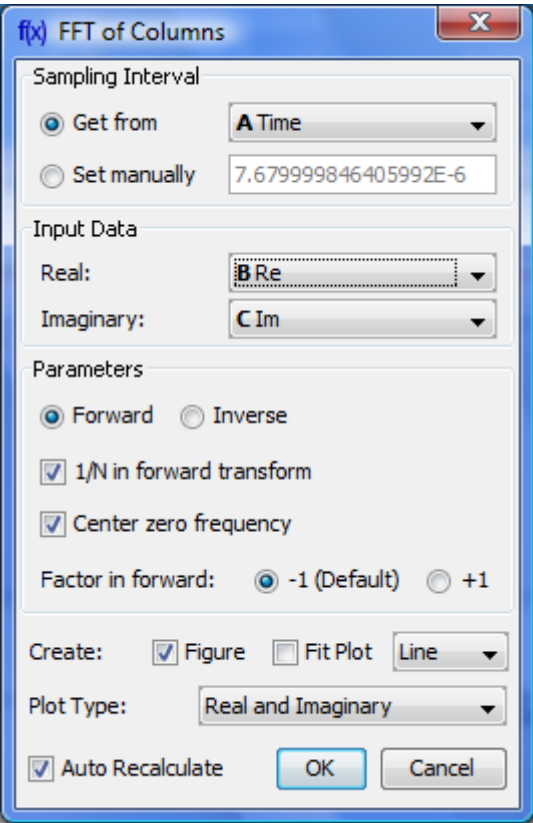 f(x) FFT of Columns
Sampling Interval
Get from A Time
Set manually 7.679999846405992E-6
Input Data
Real: B Re
Imaginary: C Im
Parameters
Forward Inverse
1/N in forward transform
Center zero frequency
Factor in forward: -1 (Default) +1
Create: Figure Fit Plot Line
Plot Type: Real and Imaginary
Auto Recalculate OK Cancel